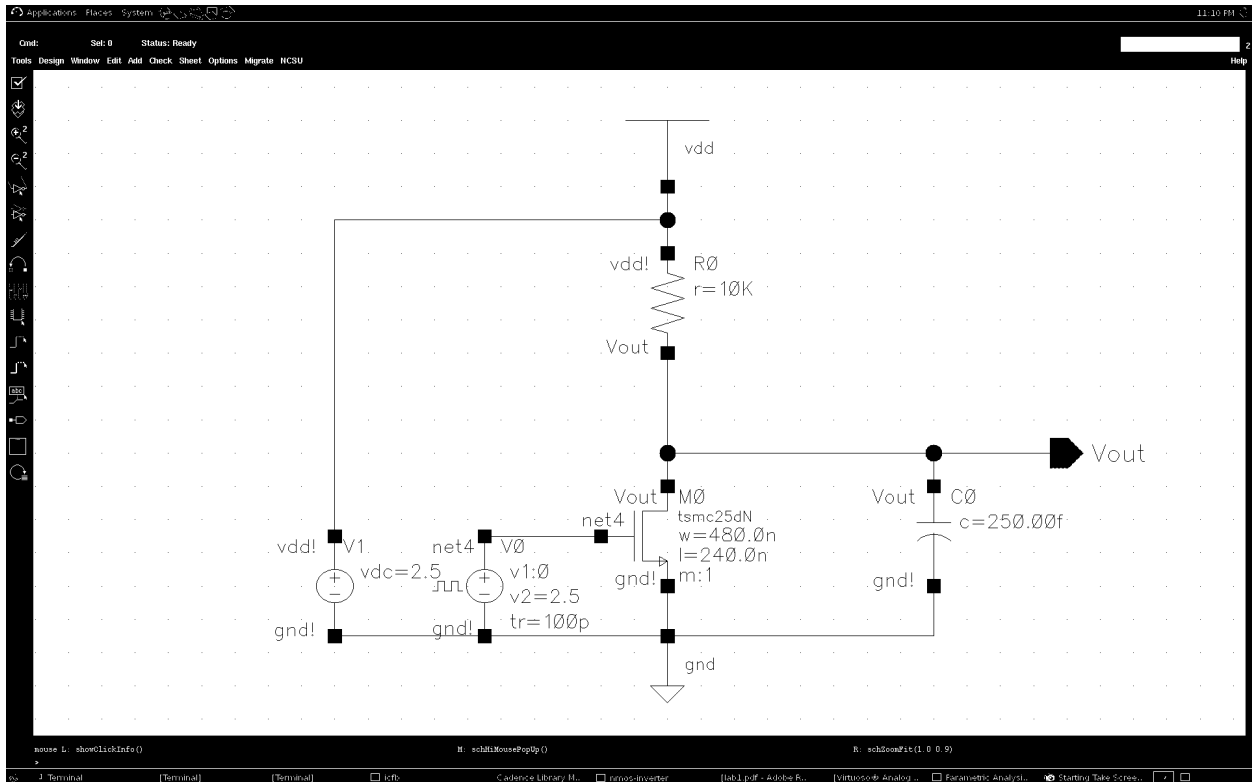 Applications Places System
11:10 PM
Cmd: Sel: 0 Status: Ready
2
Tools Design Window Edit Add Check Sheet Options Migrate NCSU Help
vdd
vdd! RØ
r=1ØK
Vout
Vout
Vout MØ
tsmc25dN
w=48Ø.Øn
l=24Ø.Øn
m:1
net4
gnd!
Vout CØ
c=25Ø.ØØf
gnd!
vdd! V1
vdc=2.5
gnd!
net4 VØ
v1:Ø
v2=2.5
tr=1ØØp
gnd!
gnd
2
2
abc
mouse L: showClickInfo() M: schHiMousePopUp() R: schZoomFit(1.0 0.9)
>
Terminal [Terminal] [Terminal] icfb Cadence Library M.. nmos-inverter [lab1.pdf - Adobe R.. [Virtuoso® Analog .. Parametric Analysi.. Starting Take Scree..